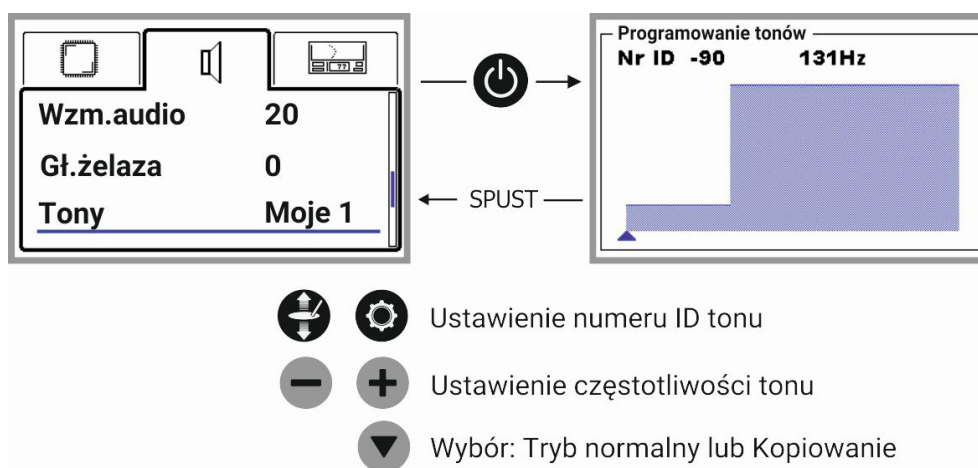 Wzm.audio 20
Gł.żelaza 0
Tony Moje 1
SPUST
Programowanie tonów
Nr ID -90 131Hz
Ustawienie numeru ID tonu
Ustawienie częstotliwości tonu
Wybór: Tryb normalny lub Kopiowanie